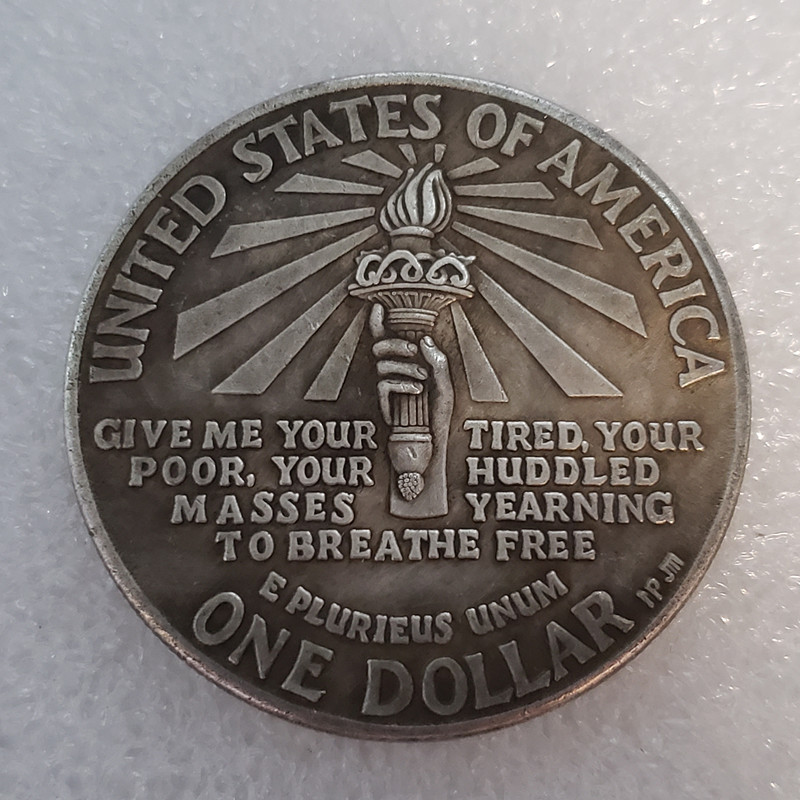 UNITED STATES OF AMERICA
GIVE ME YOUR TIRED, YOUR
POOR, YOUR HUDDLED
MASSES YEARNING
TO BREATHE FREE
E PLURIEUS UNUM
ONE DOLLAR